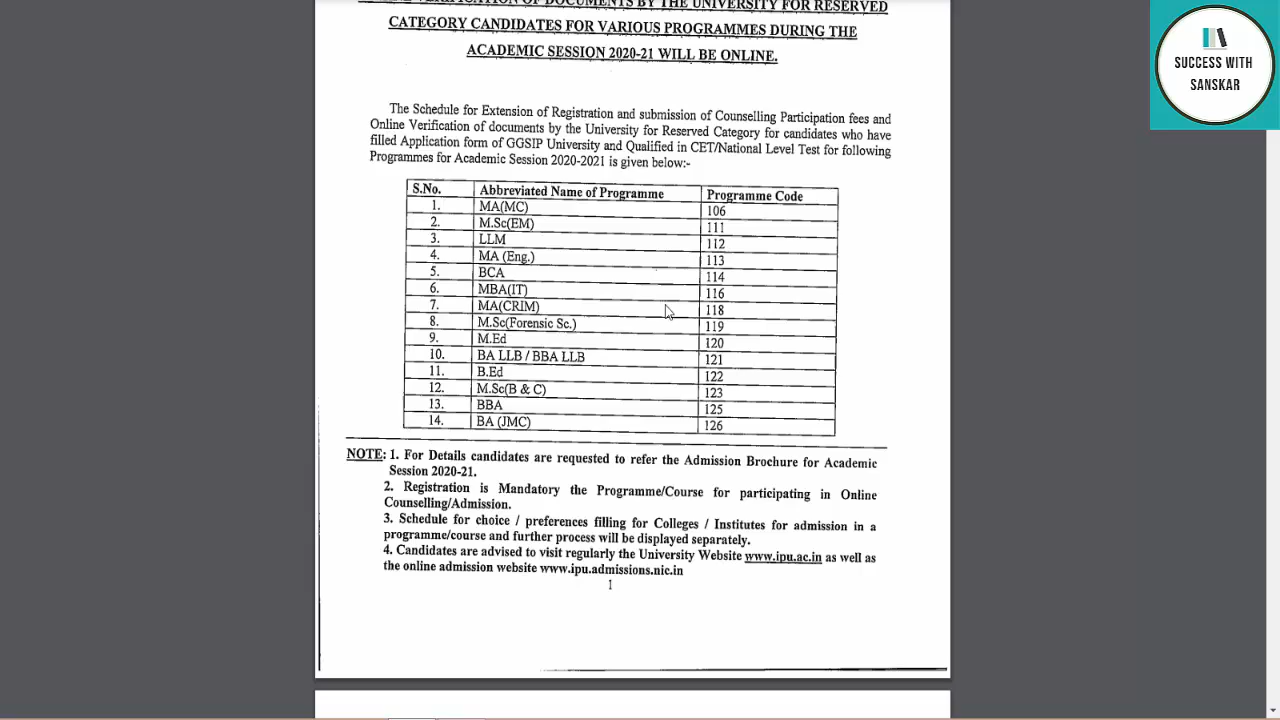 VERIFICATION OF DOCUMENTS BY THE UNIVERSITY FOR RESERVED
CATEGORY CANDIDATES FOR VARIOUS PROGRAMMES DURING THE
ACADEMIC SESSION 2020-21 WILL BE ONLINE.
SUCCESS WITH
SANSKAR
The Schedule for Extension of Registration and submission of Counselling Participation fees and
Online Verification of documents by the University for Reserved Category for candidates who have
filled Application form of GGSIP University and Qualified in CET/National Level Test for following
Programmes for Academic Session 2020-2021 is given below:-
S.No. Abbreviated Name of Programme Programme Code
1. MA(MC) 106
2. M.Sc(EM) 111
3. LLM 112
4. MA (Eng.) 113
5. BCA 114
6. MBA(IT) 116
7. MA(CRIM) 118
8. M.Sc(Forensic Sc.) 119
9. M.Ed 120
10. BA LLB / BBA LLB 121
11. B.Ed 122
12. M.Sc(B & C) 123
13. BBA 125
14. BA (JMC) 126
NOTE: 1. For Details candidates are requested to refer the Admission Brochure for Academic
Session 2020-21.
2. Registration is Mandatory the Programme/Course for participating in Online
Counselling/Admission.
3. Schedule for choice / preferences filling for Colleges / Institutes for admission in a
programme/course and further process will be displayed separately.
4. Candidates are advised to visit regularly the University Website www.ipu.ac.in as well as
the online admission website www.ipu.admissions.nic.in
1